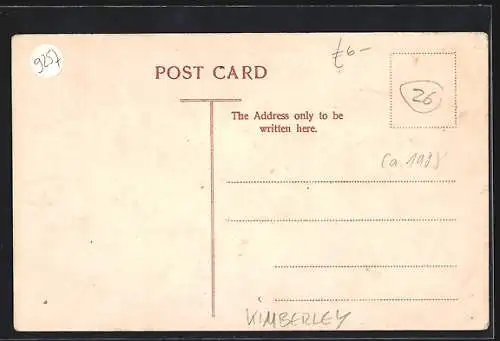 9257
£6-
POST CARD
26
The Address only to be
written here.
KIMBERLEY